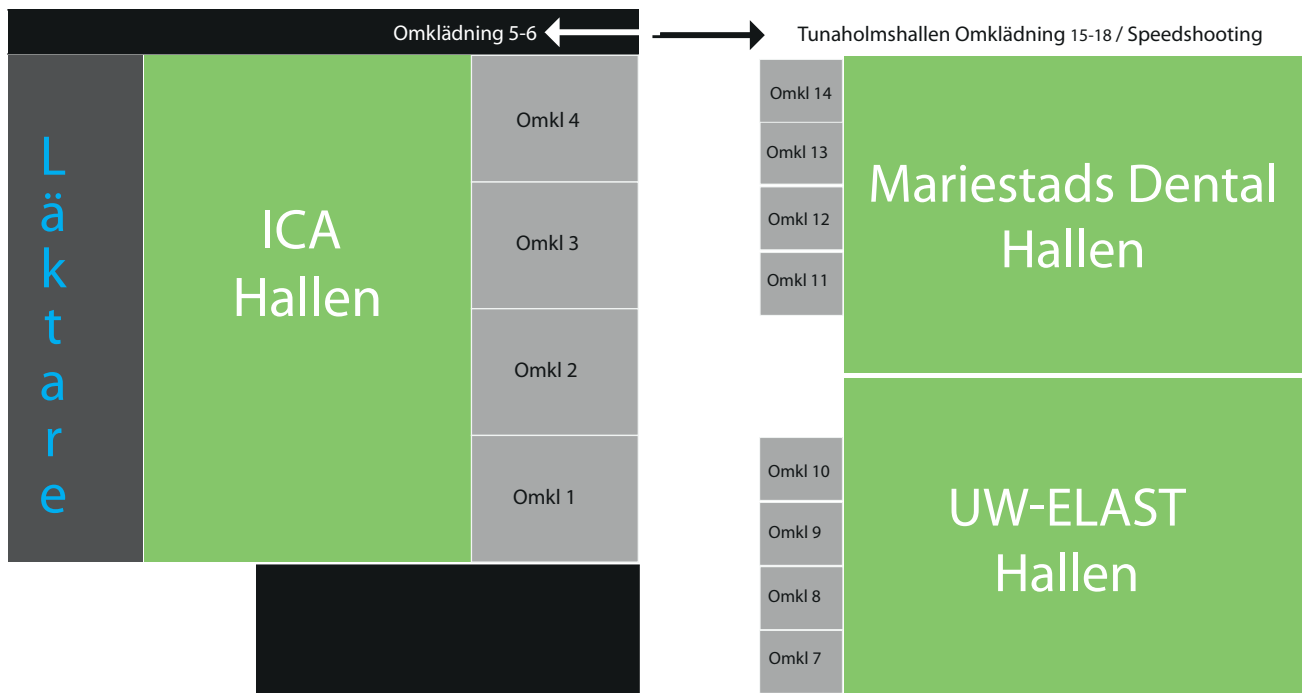 Omklädning 5-6
Tunaholmshallen Omklädning 15-18 / Speedshooting
Läktare
ICA
Hallen
Omkl 4
Omkl 3
Omkl 2
Omkl 1
Omkl 14
Omkl 13
Omkl 12
Omkl 11
Mariestads Dental
Hallen
Omkl 10
Omkl 9
Omkl 8
Omkl 7
UW-ELAST
Hallen